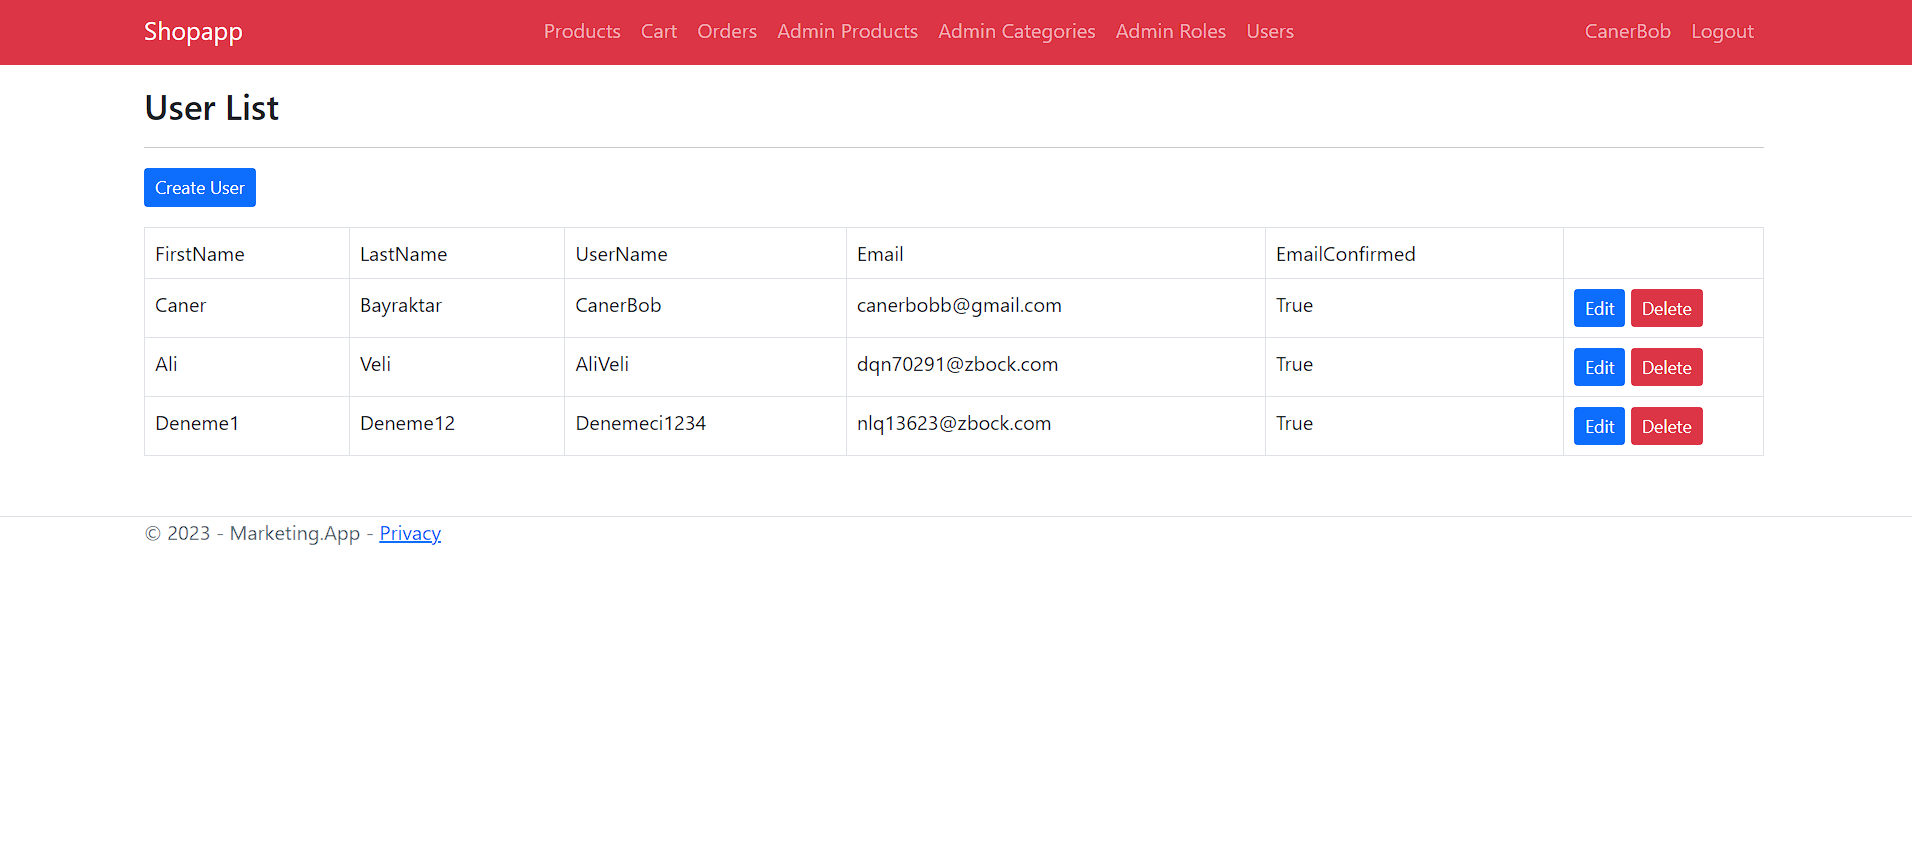 Shopapp Products Cart Orders Admin Products Admin Categories Admin Roles Users CanerBob Logout
User List
Create User
FirstName LastName UserName Email EmailConfirmed
Caner Bayraktar CanerBob canerbobb@gmail.com True Edit Delete
Ali Veli AliVeli dqn70291@zbock.com True Edit Delete
Deneme1 Deneme12 Denemeci1234 nlq13623@zbock.com True Edit Delete
© 2023 - Marketing.App - Privacy